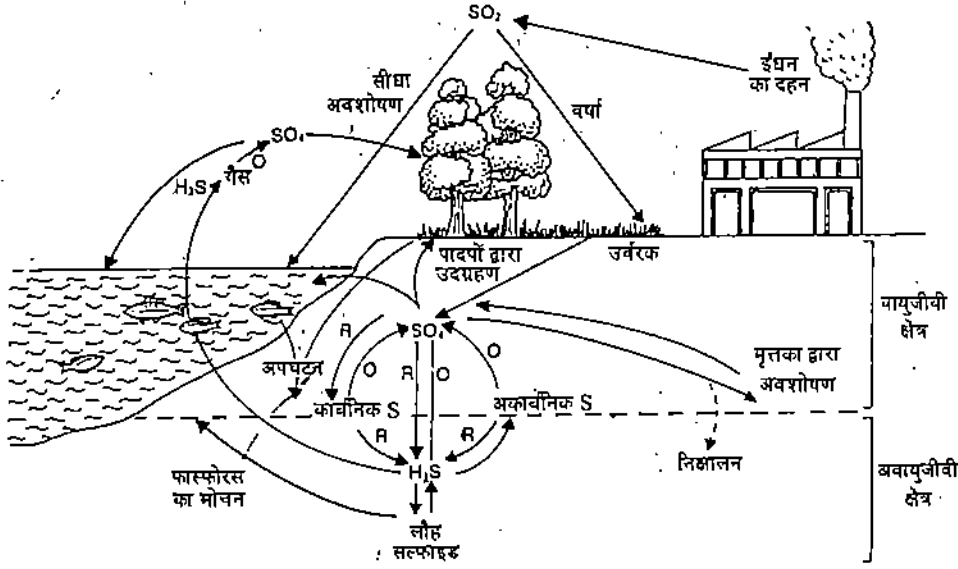 SO₂
ईंधन
का दहन
सीधा
अवशोषण
वर्षा
SO₄
O
गैस
H₂S
पादपों द्वारा
उदग्रहण
उर्वरक
वायुजीवी
क्षेत्र
R
SO₄
O
अपघटन
O
R
O
मृत्तका द्वारा
अवशोषण
कार्बनिक S
अकार्बनिक S
R
R
H₂S
निक्षालन
फास्फोरस
का मोचन
अवायुजीवी
क्षेत्र
लौह
सल्फाइड